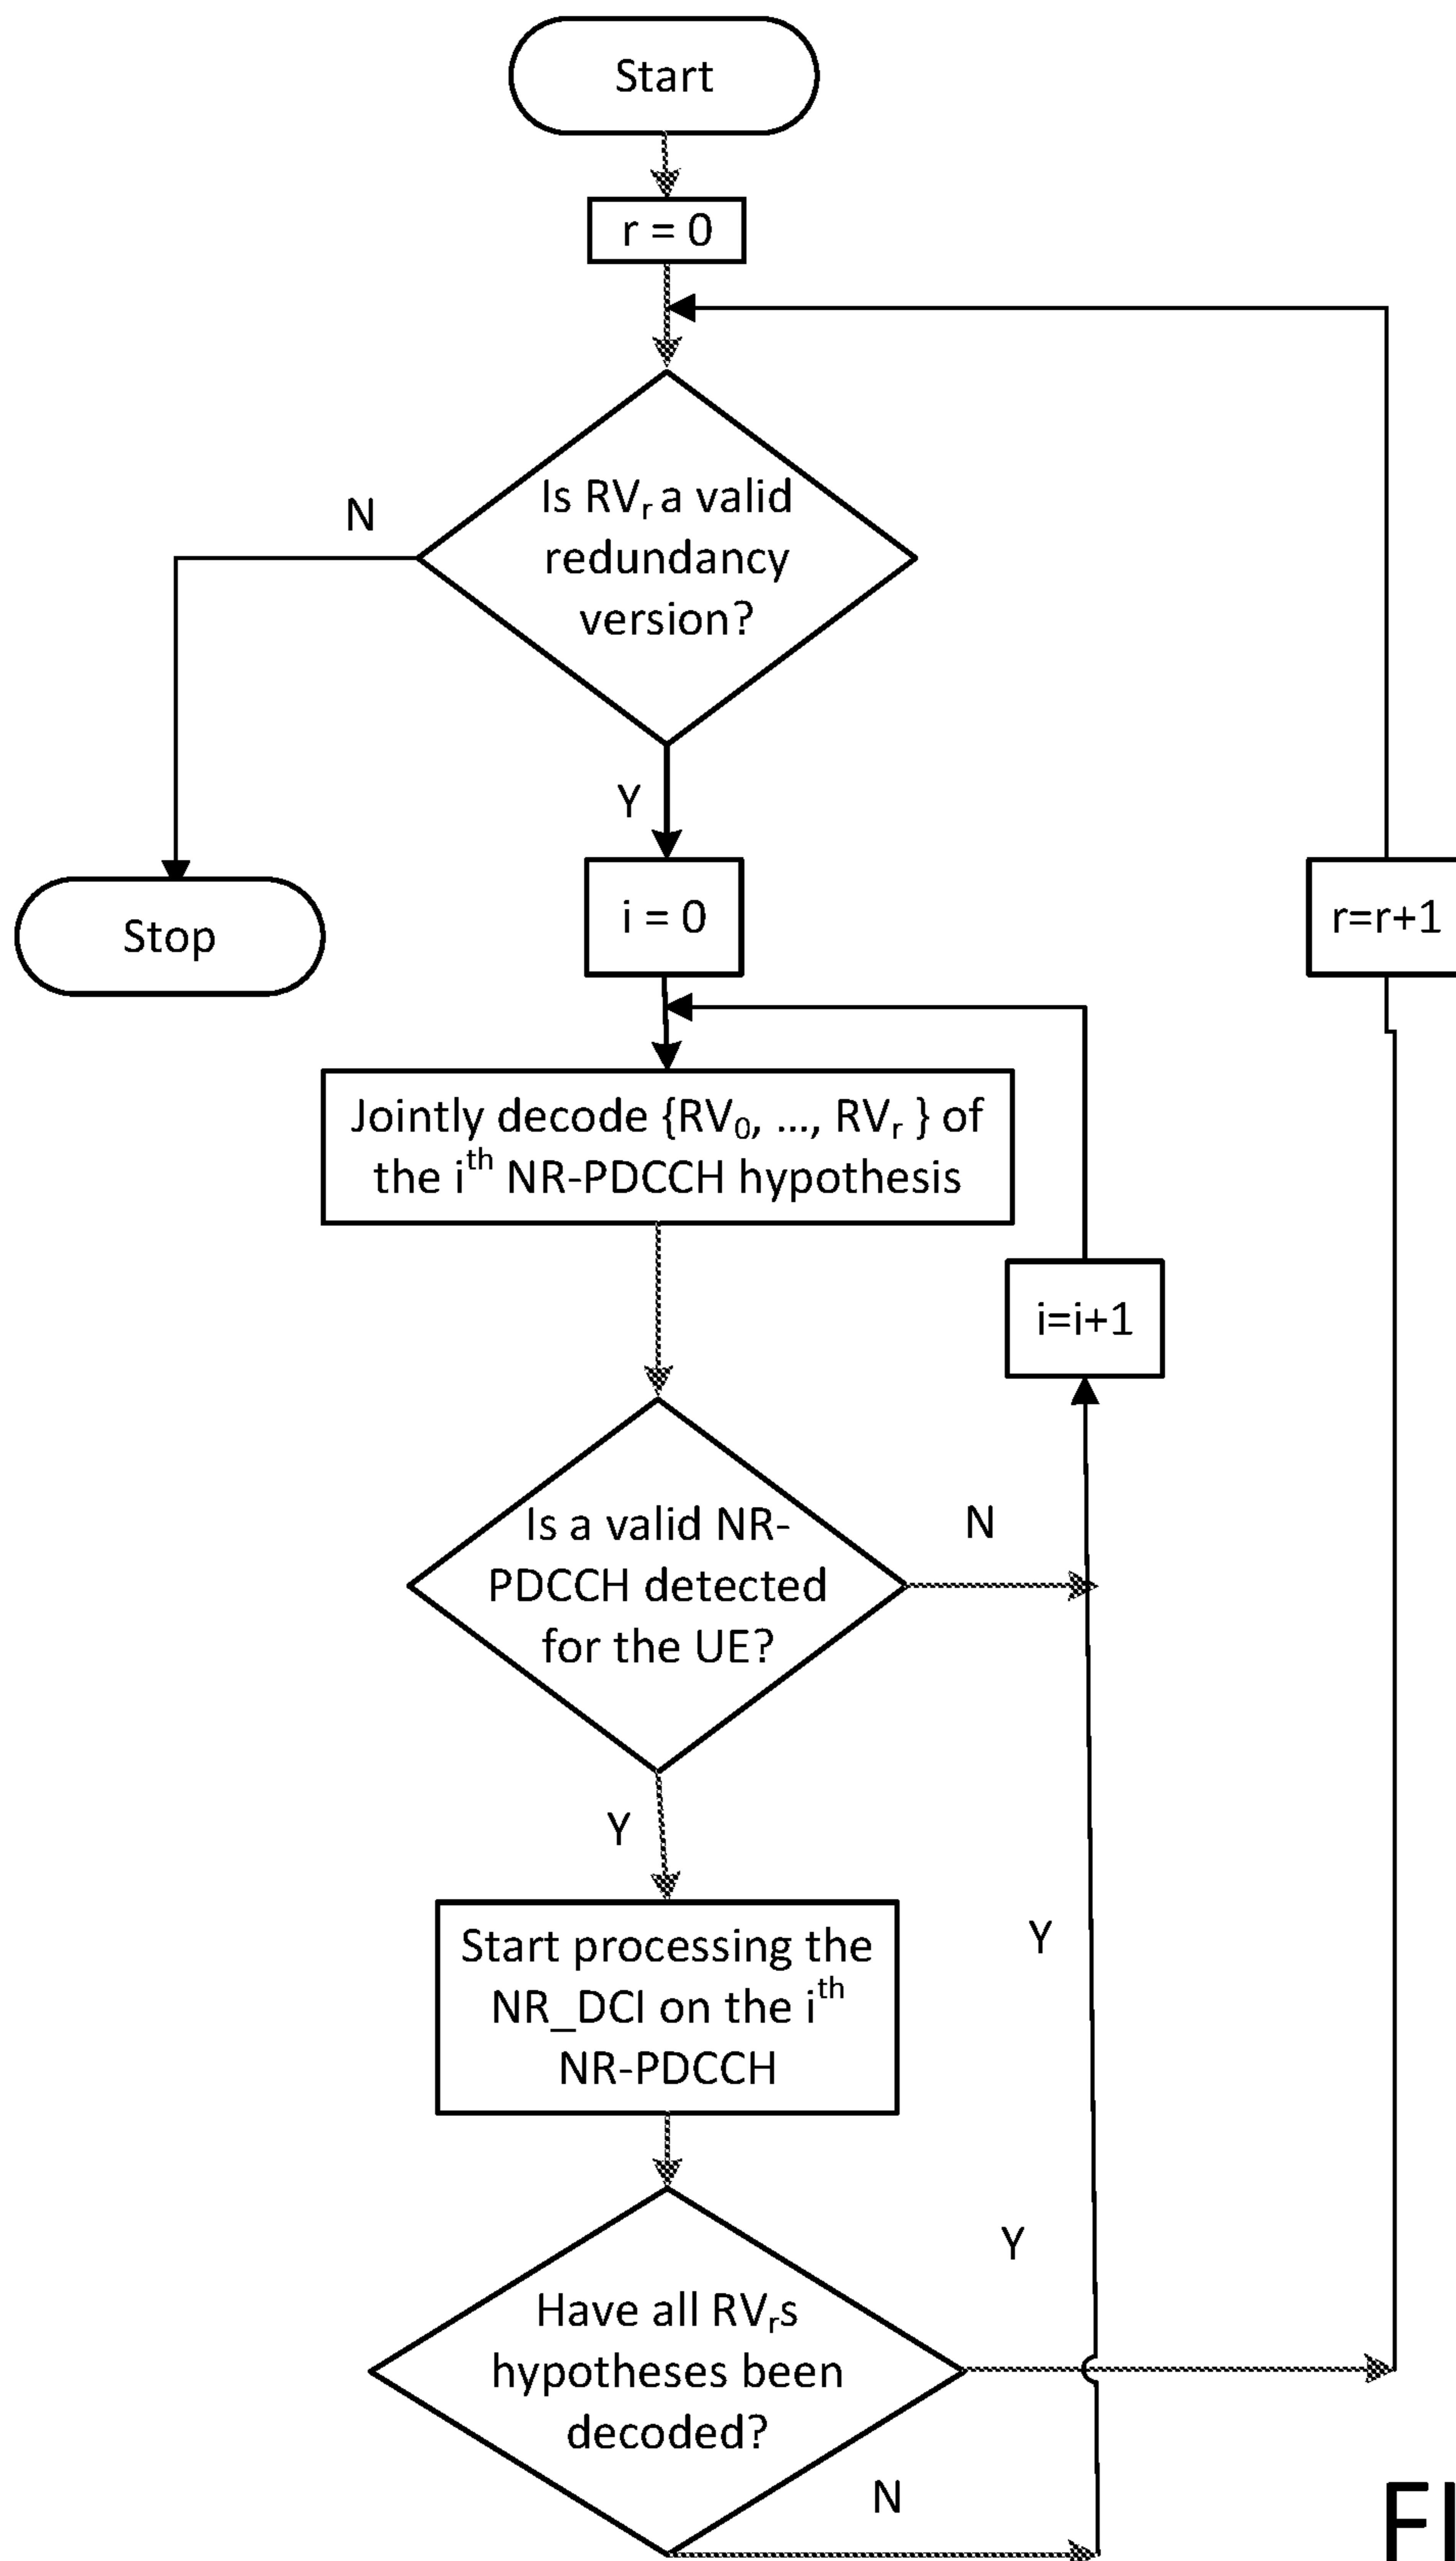 Start
r = 0
Is RVr a valid
redundancy
version?
N
Y
Stop
i = 0
r=r+1
Jointly decode {RV0, ..., RVr } of
the ith NR-PDCCH hypothesis
i=i+1
Is a valid NR-
PDCCH detected
for the UE?
N
Y
Start processing the
NR_DCI on the ith
NR-PDCCH
Y
Y
Have all RVrs
hypotheses been
decoded?
N